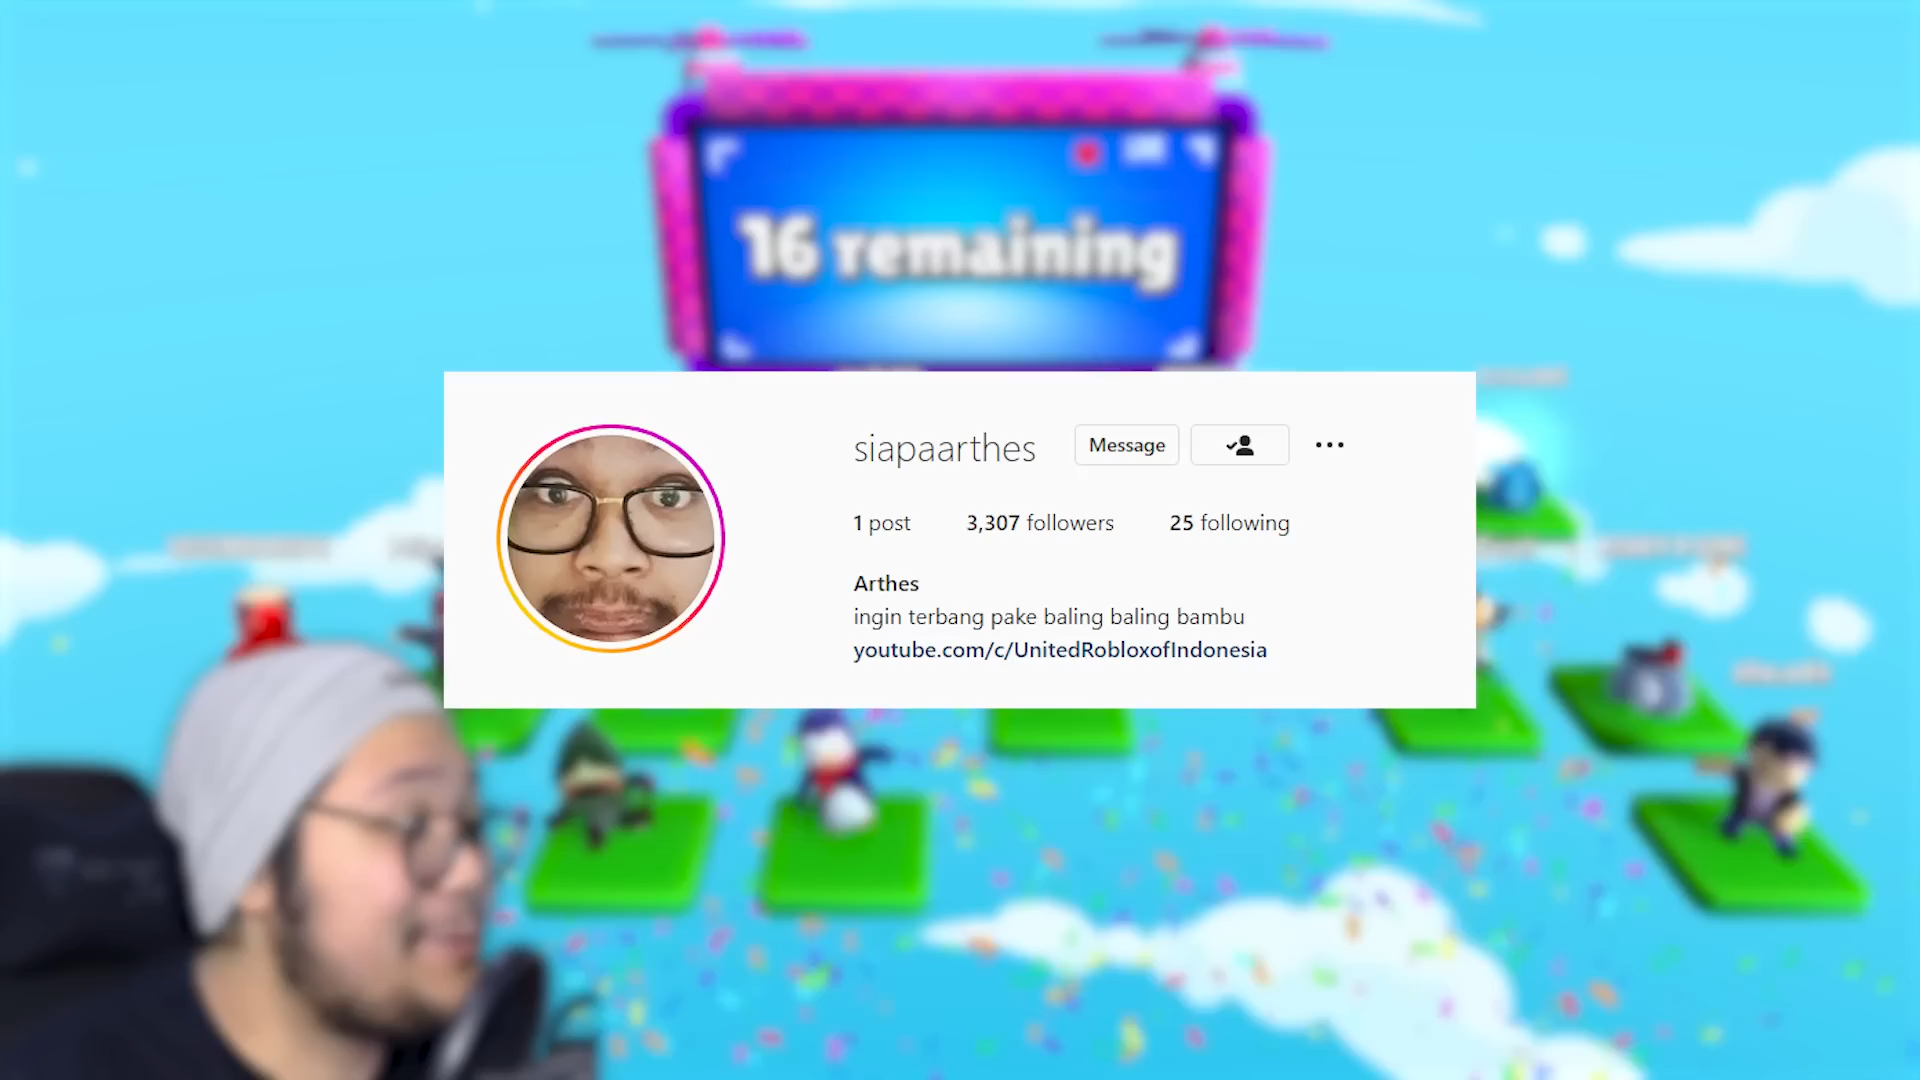 16 remaining
siapaarthes
Message
1 post
3,307 followers
25 following
Arthes
ingin terbang pake baling baling bambu
youtube.com/c/UnitedRobloxofIndonesia